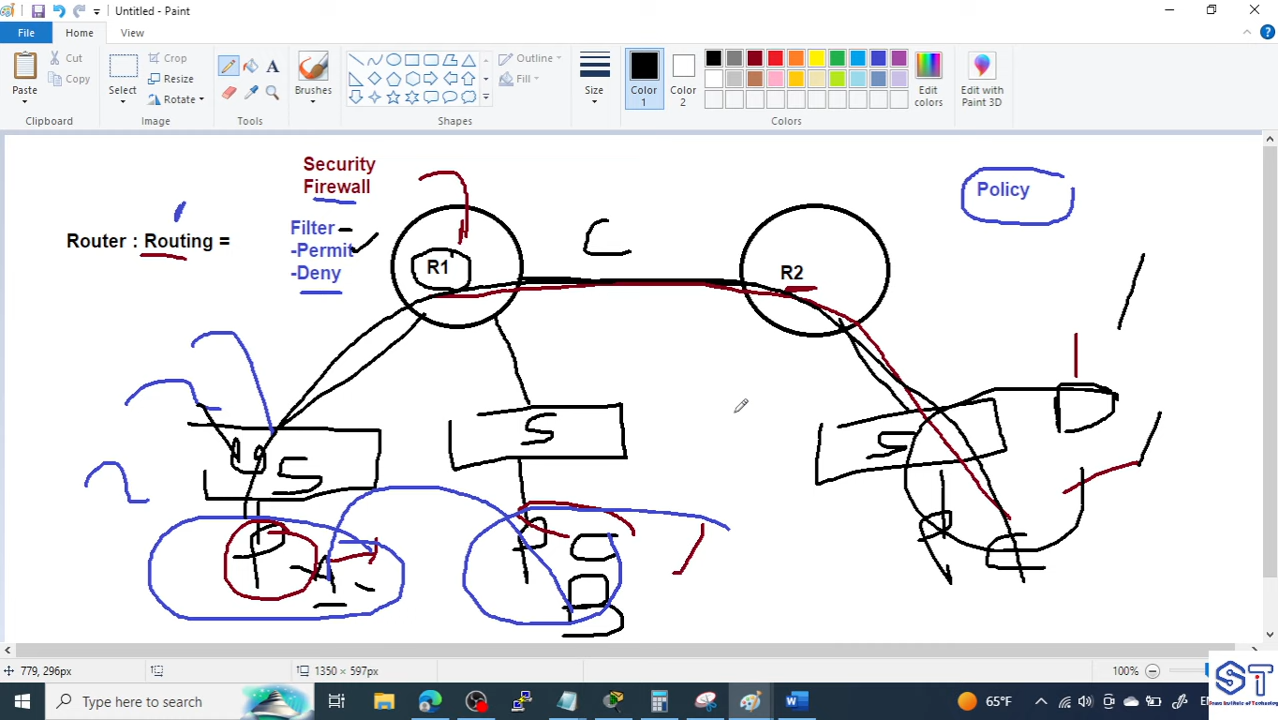 Untitled - Paint
File
Home
View
Paste
Cut
Copy
Clipboard
Select
Crop
Resize
Rotate
Image
Tools
Brushes
Outline
Fill
Shapes
Size
Color
1
Color
2
Edit
colors
Colors
Edit with
Paint 3D
Security
Firewall
Filter
-Permit
-Deny
Router : Routing =
R1
C
R2
Policy
S
S
S
P
A
P
C
B
D
P
E
779, 296px
1350 × 597px
100%
Type here to search
65°F
ST